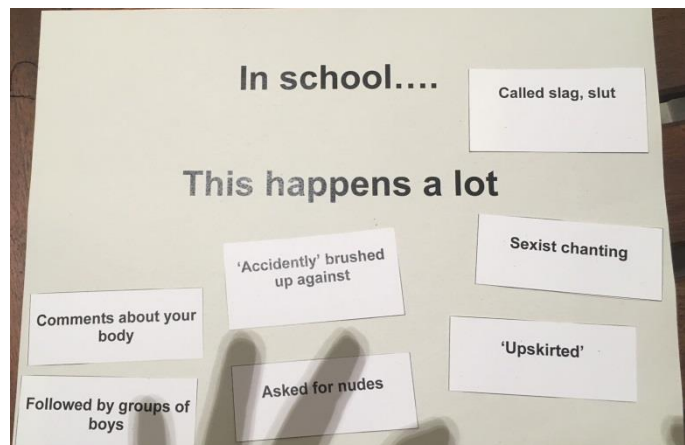 In school....
Called slag, slut
This happens a lot
'Accidently' brushed
up against
Sexist chanting
Comments about your
body
'Upskirted'
Asked for nudes
Followed by groups of
boys